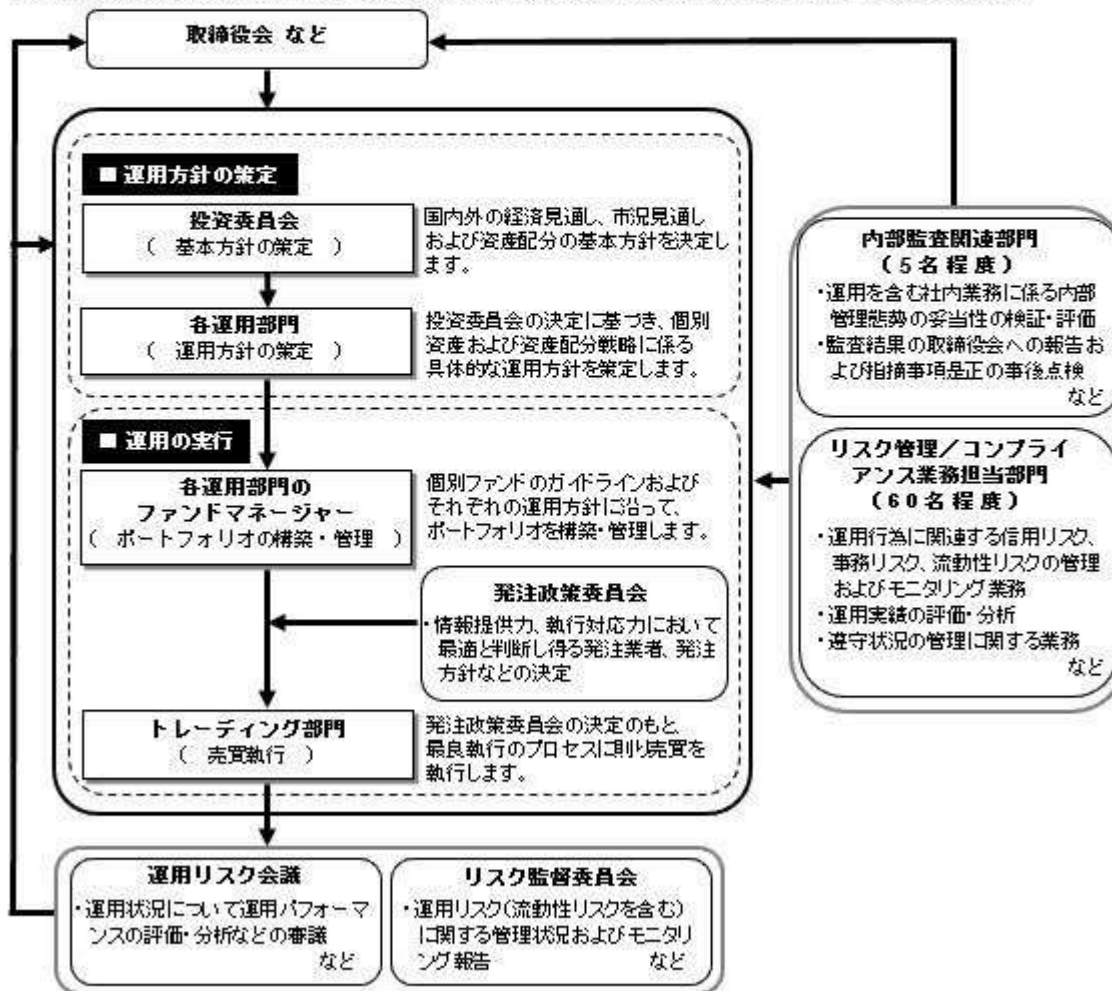 取締役会 など
■ 運用方針の策定
投資委員会
( 基本方針の策定 )
国内外の経済見通し、市況見通し
および資産配分の基本方針を決定し
ます。
各運用部門
( 運用方針の策定 )
投資委員会の決定に基づき、個別
資産および資産配分戦略に係る
具体的な運用方針を策定します。
■ 運用の実行
各運用部門の
ファンドマネージャー
( ポートフォリオの構築・管理 )
個別ファンドのガイドラインおよび
それぞれの運用方針に沿って、
ポートフォリオを構築・管理します。
発注政策委員会
・情報提供力、執行対応力において
最適と判断し得る発注業者、発注
方針などの決定
トレーディング部門
( 売買執行 )
発注政策委員会の決定のもと、
最良執行のプロセスに則り売買を
執行します。
運用リスク会議
・運用状況について運用パフォーマ
ンスの評価・分析などの審議
など
リスク監督委員会
・運用リスク(流動性リスクを含む)
に関する管理状況およびモニタリ
ング報告 など
内部監査関連部門
(5名程度)
・運用を含む社内業務に係る内部
管理態勢の妥当性の検証・評価
・監査結果の取締役会への報告お
よび指摘事項是正の事後点検
など
リスク管理/コンプライ
アンス業務担当部門
(60名程度)
・運用行為に関連する信用リスク、
事務リスク、流動性リスクの管理
およびモニタリング業務
・運用実績の評価・分析
・遵守状況の管理に関する業務
など